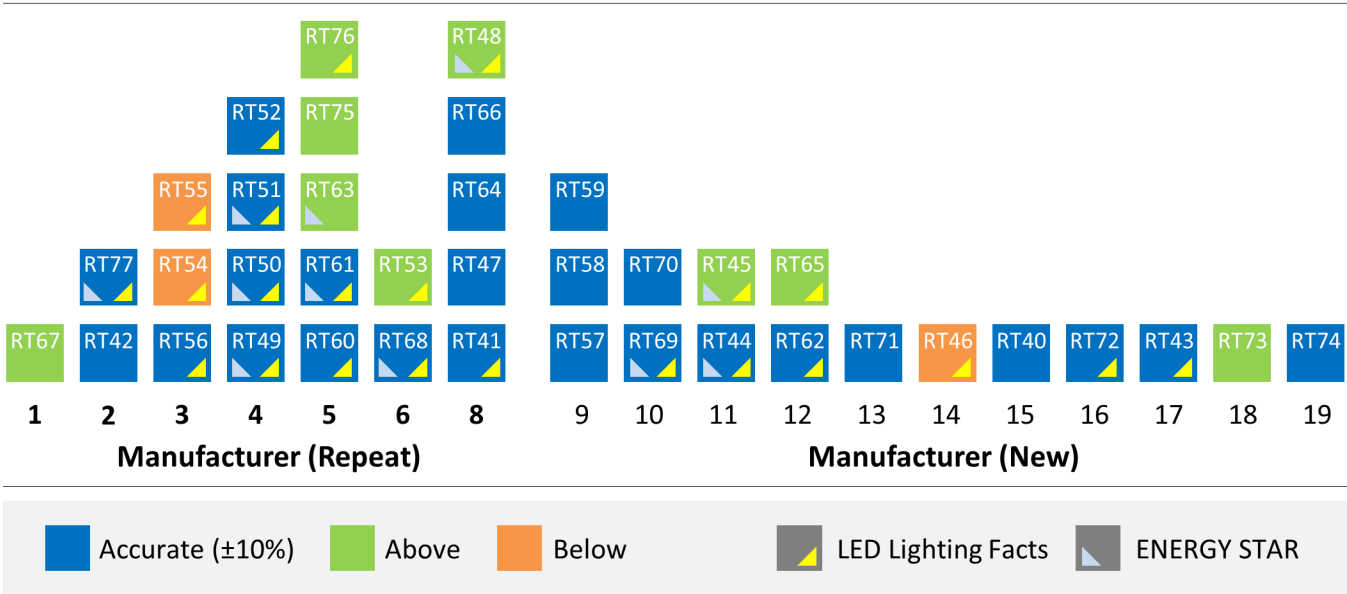 RT76 RT48
RT52 RT75 RT66
RT55 RT51 RT63 RT64 RT59
RT77 RT54 RT50 RT61 RT53 RT47 RT58 RT70 RT45 RT65
RT67 RT42 RT56 RT49 RT60 RT68 RT41 RT57 RT69 RT44 RT62 RT71 RT46 RT40 RT72 RT43 RT73 RT74
1 2 3 4 5 6 8 9 10 11 12 13 14 15 16 17 18 19
Manufacturer (Repeat) Manufacturer (New)
Accurate (±10%) Above Below LED Lighting Facts ENERGY STAR